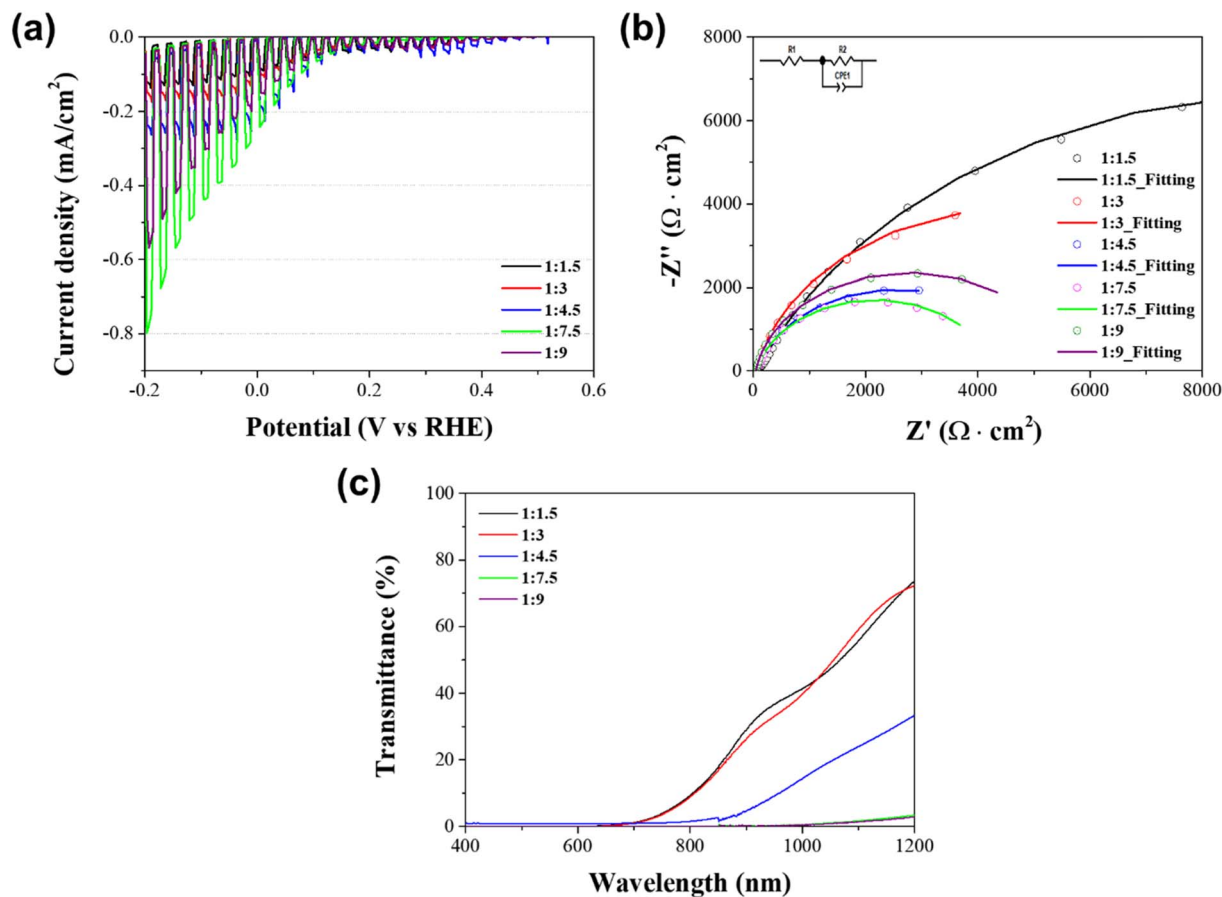 (a)
Current density (mA/cm²)
0.0
-0.2
-0.4
-0.6
-0.8
-0.2
0.0
0.2
0.4
0.6
Potential (V vs RHE)
1:1.5
1:3
1:4.5
1:7.5
1:9
(b)
-Z'' (Ω · cm²)
8000
6000
4000
2000
0
0
2000
4000
6000
8000
Z' (Ω · cm²)
R1
R2
CPE1
1:1.5
1:1.5_Fitting
1:3
1:3_Fitting
1:4.5
1:4.5_Fitting
1:7.5
1:7.5_Fitting
1:9
1:9_Fitting
(c)
Transmittance (%)
100
80
60
40
20
0
400
600
800
1000
1200
Wavelength (nm)
1:1.5
1:3
1:4.5
1:7.5
1:9